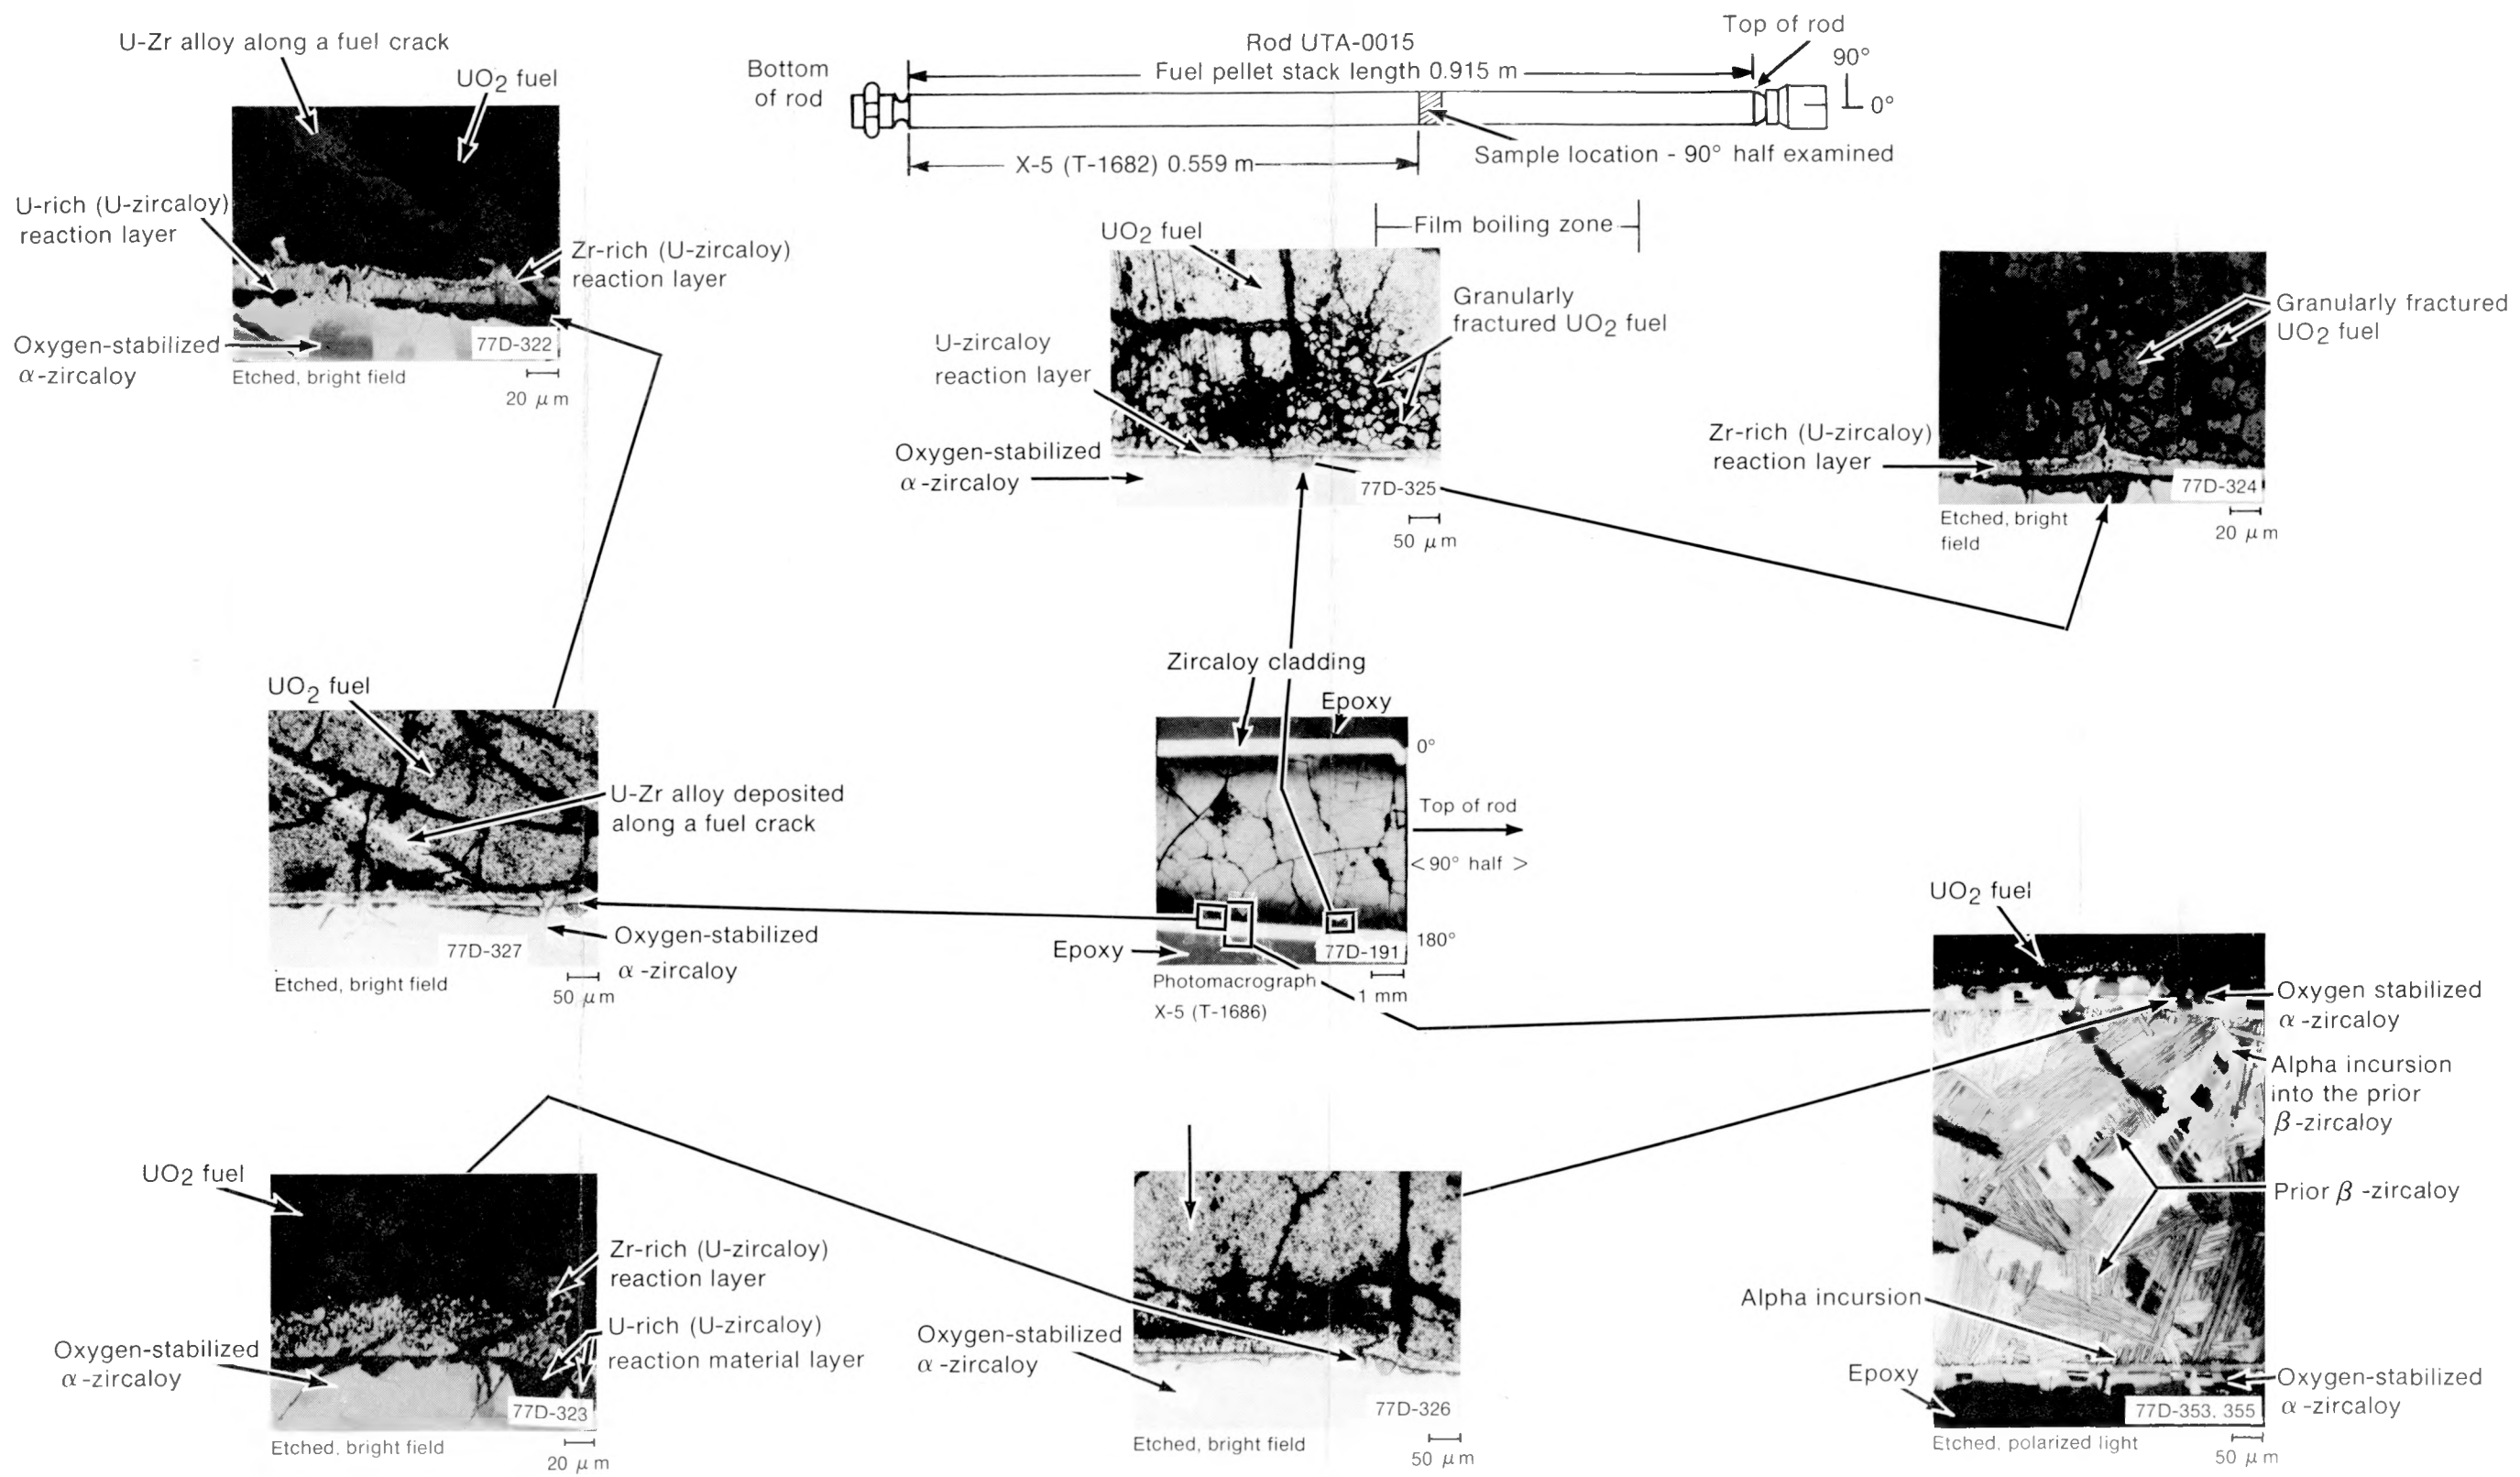 Rod UTA-0015
Top of rod
90°
0°
Bottom
of rod
Fuel pellet stack length 0.915 m
X-5 (T-1682) 0.559 m
Sample location - 90° half examined
Film boiling zone
U-Zr alloy along a fuel crack
UO2 fuel
U-rich (U-zircaloy)
reaction layer
Zr-rich (U-zircaloy)
reaction layer
Oxygen-stabilized
α-zircaloy
77D-322
Etched, bright field
20 μm
UO2 fuel
Granularly
fractured UO2 fuel
U-zircaloy
reaction layer
Oxygen-stabilized
α-zircaloy
77D-325
50 μm
Granularly fractured
UO2 fuel
Zr-rich (U-zircaloy)
reaction layer
77D-324
Etched, bright
field
20 μm
UO2 fuel
U-Zr alloy deposited
along a fuel crack
Oxygen-stabilized
α-zircaloy
77D-327
Etched, bright field
50 μm
Zircaloy cladding
Epoxy
0°
Top of rod
< 90° half >
180°
Epoxy
77D-191
Photomacrograph
1 mm
X-5 (T-1686)
UO2 fuel
Oxygen stabilized
α-zircaloy
Alpha incursion
into the prior
β-zircaloy
Prior β-zircaloy
Alpha incursion
Epoxy
Oxygen-stabilized
α-zircaloy
77D-353, 355
Etched, polarized light
50 μm
UO2 fuel
Zr-rich (U-zircaloy)
reaction layer
U-rich (U-zircaloy)
reaction material layer
Oxygen-stabilized
α-zircaloy
77D-323
Etched, bright field
20 μm
Oxygen-stabilized
α-zircaloy
77D-326
Etched, bright field
50 μm